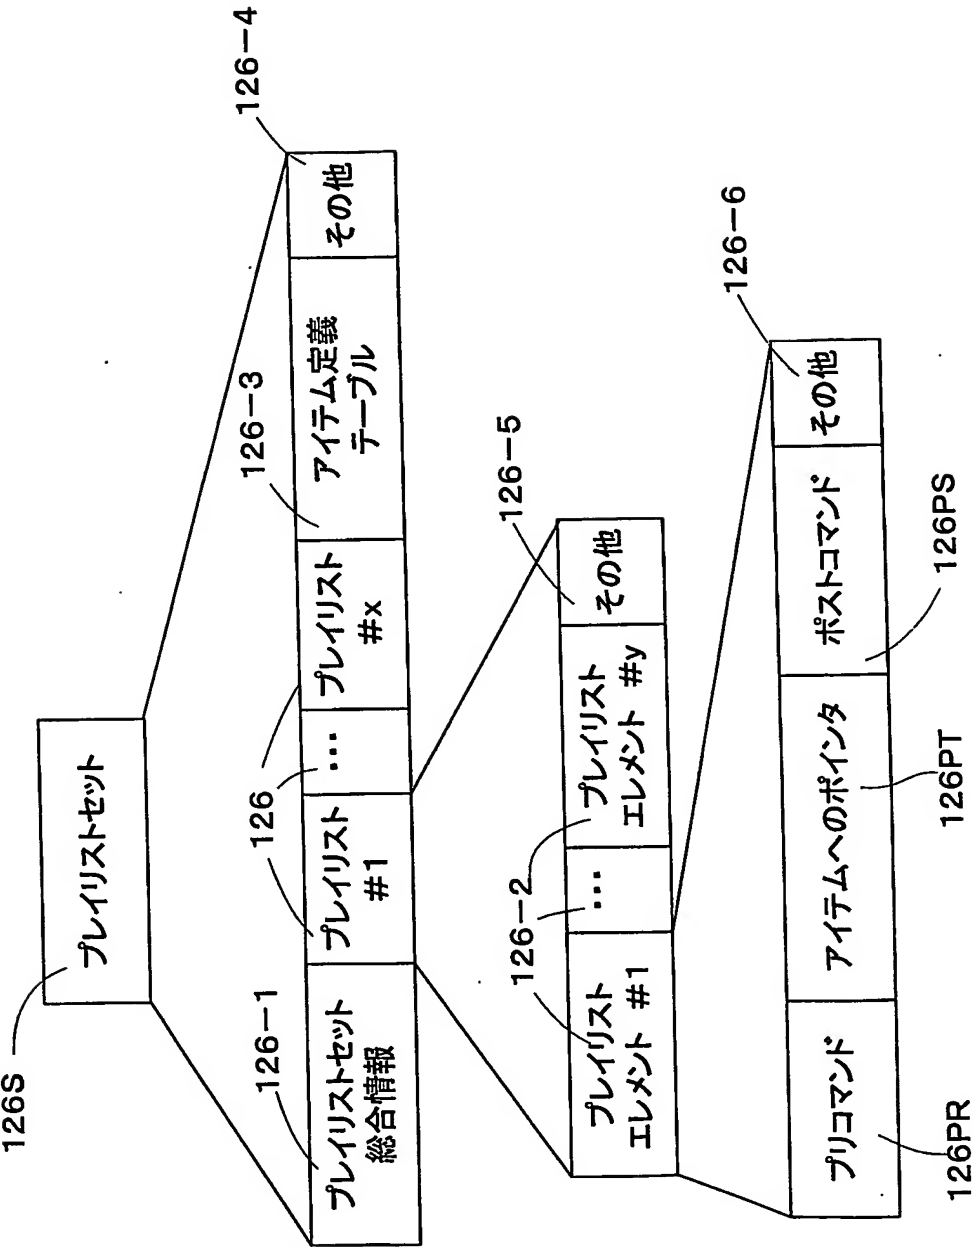 126S
プレイリストセット
126-1
126
126-3
126-4
プレイリストセット
総合情報
プレイリスト
#1
...
プレイリスト
#x
アイテム定義
テーブル
その他
126-2
126-5
プレイリスト
エレメント #1
...
プレイリスト
エレメント #y
その他
126-6
プリコマンド
アイテムへのポインタ
ポストコマンド
その他
126PR
126PT
126PS